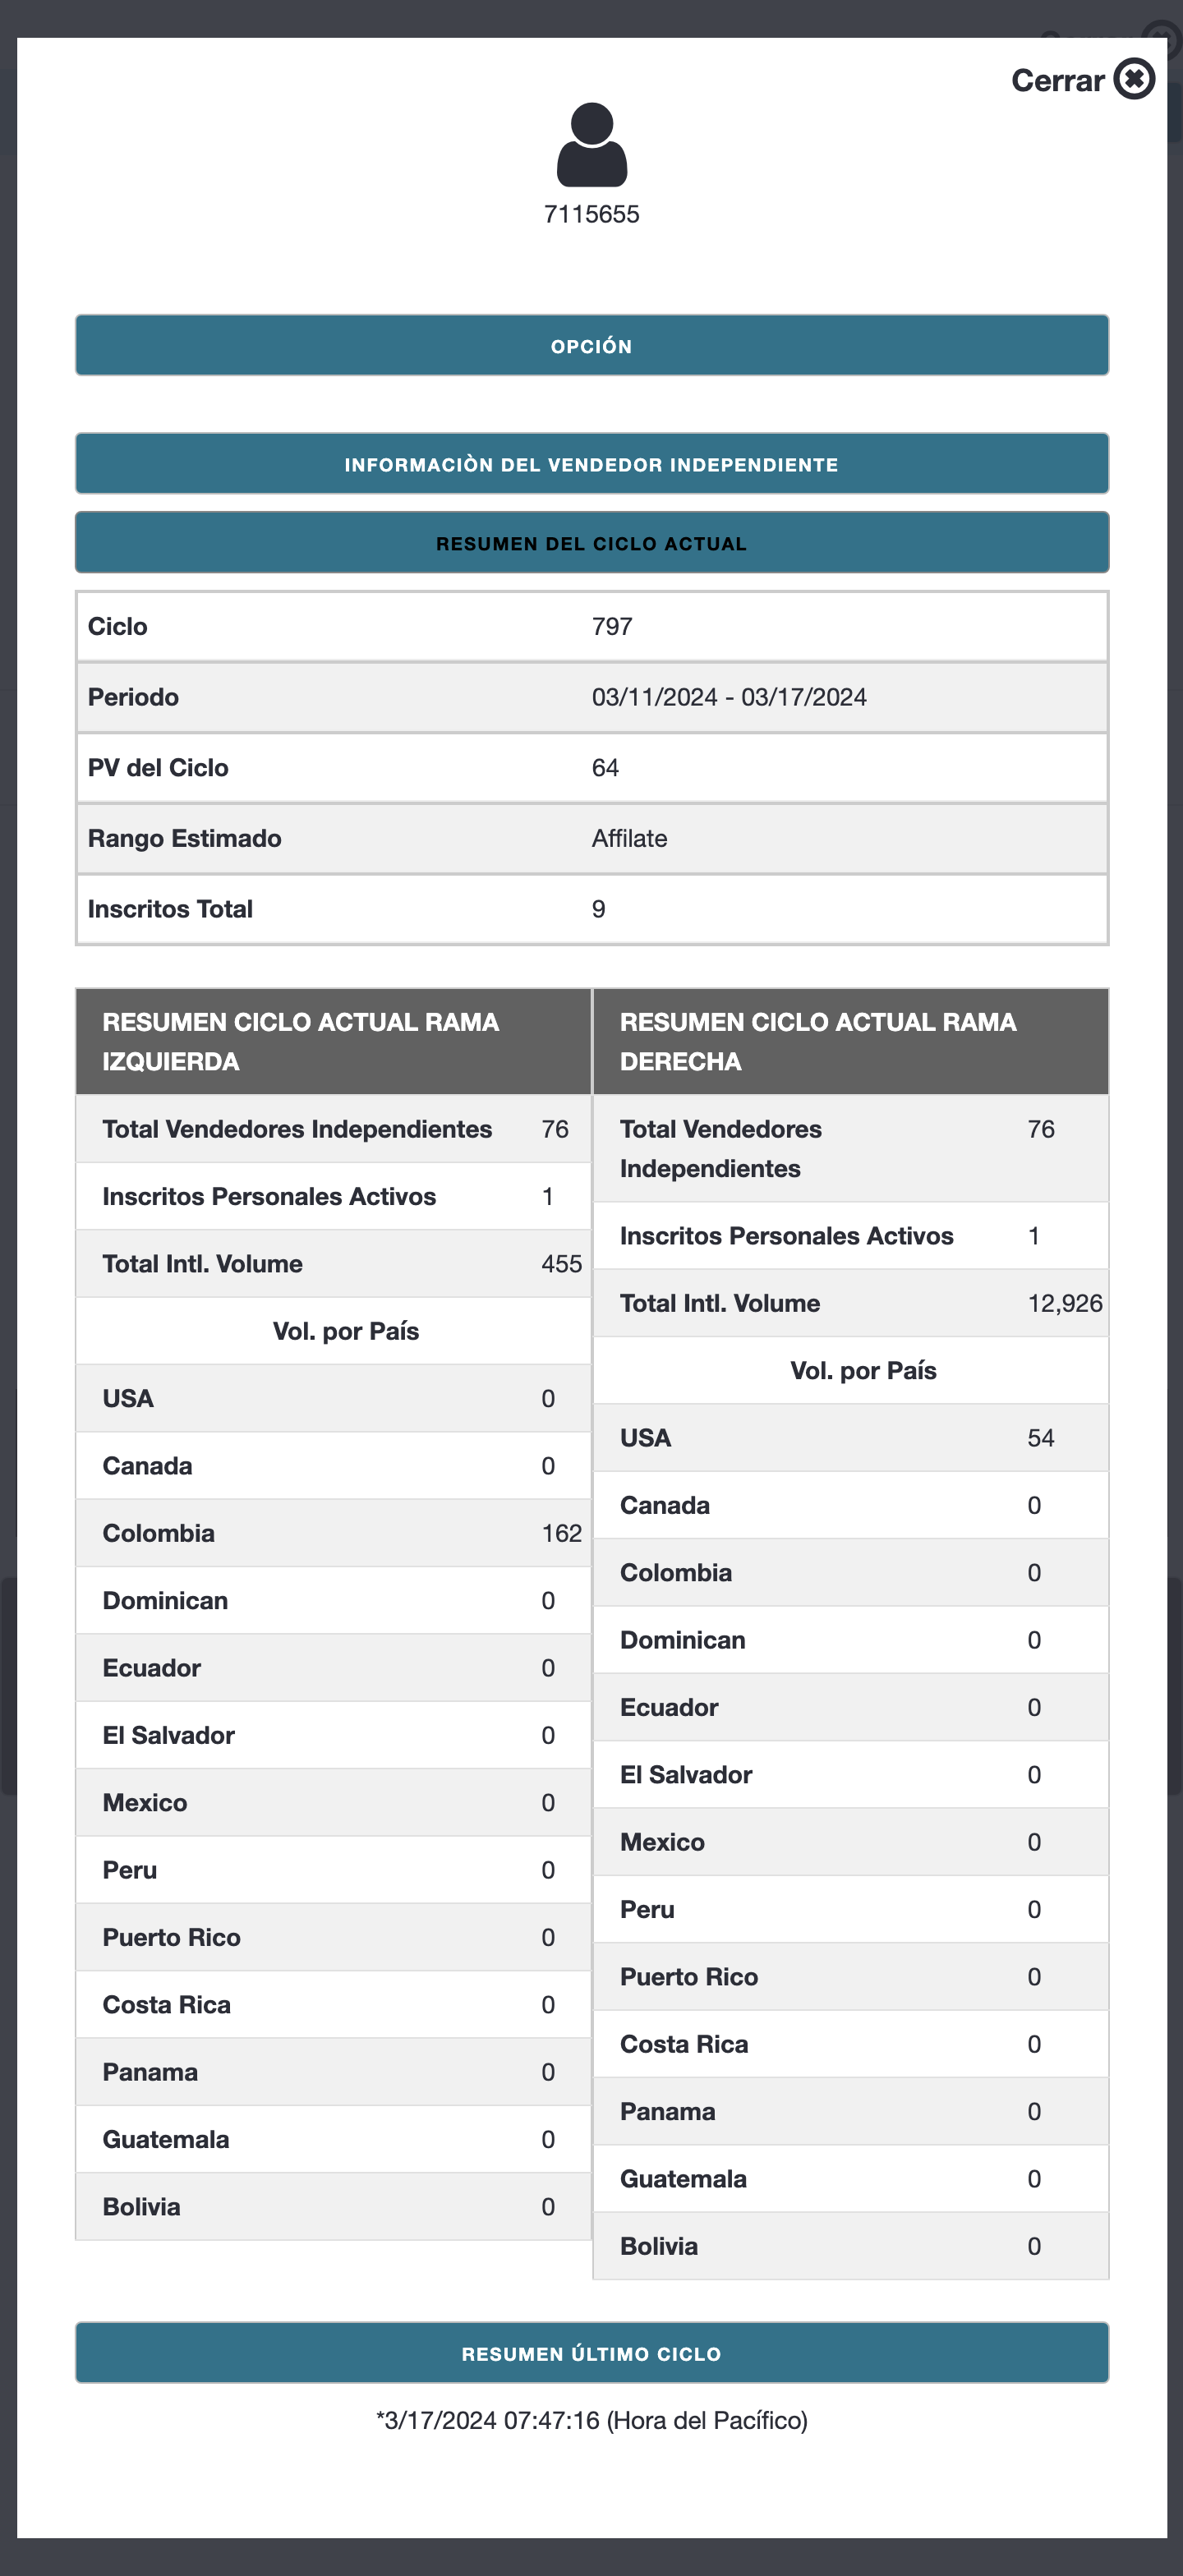 Cerrar
7115655
OPCIÓN
INFORMACIÒN DEL VENDEDOR INDEPENDIENTE
RESUMEN DEL CICLO ACTUAL
Ciclo 797
Periodo 03/11/2024 - 03/17/2024
PV del Ciclo 64
Rango Estimado Affilate
Inscritos Total 9
RESUMEN CICLO ACTUAL RAMA
IZQUIERDA
Total Vendedores Independientes 76
Inscritos Personales Activos 1
Total Intl. Volume 455
Vol. por País
USA 0
Canada 0
Colombia 162
Dominican 0
Ecuador 0
El Salvador 0
Mexico 0
Peru 0
Puerto Rico 0
Costa Rica 0
Panama 0
Guatemala 0
Bolivia 0
RESUMEN CICLO ACTUAL RAMA
DERECHA
Total Vendedores 76
Independientes
Inscritos Personales Activos 1
Total Intl. Volume 12,926
Vol. por País
USA 54
Canada 0
Colombia 0
Dominican 0
Ecuador 0
El Salvador 0
Mexico 0
Peru 0
Puerto Rico 0
Costa Rica 0
Panama 0
Guatemala 0
Bolivia 0
RESUMEN ÚLTIMO CICLO
*3/17/2024 07:47:16 (Hora del Pacífico)